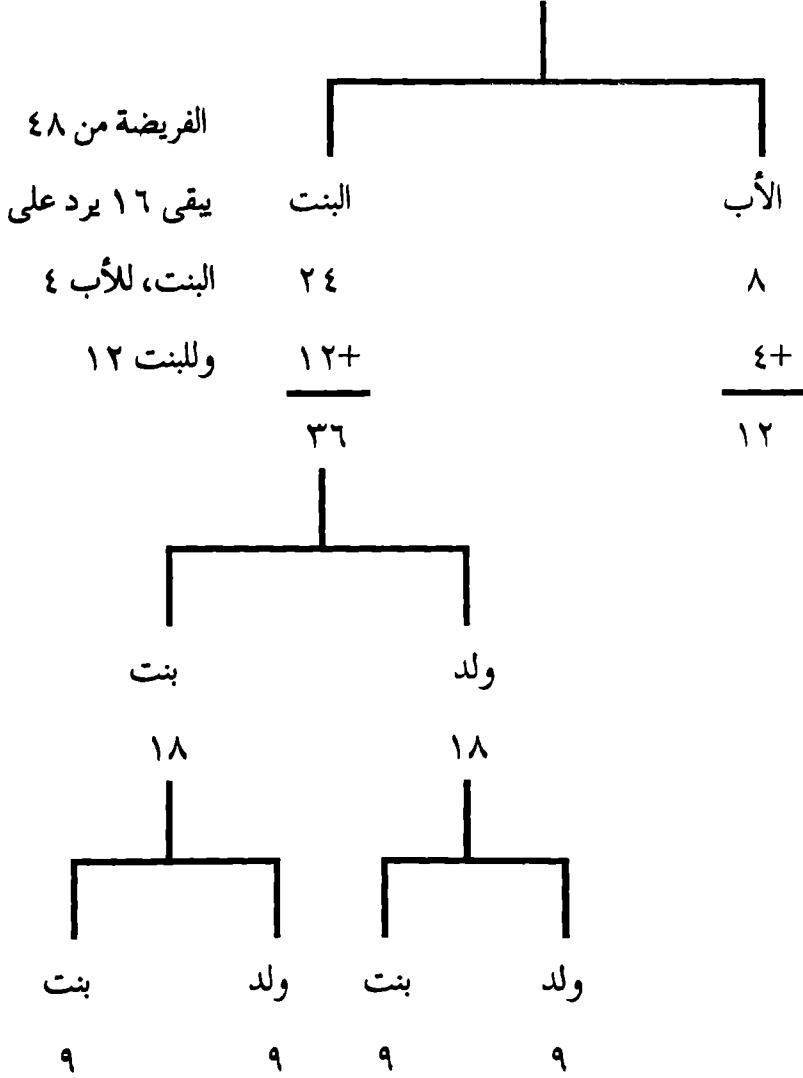 الفريضة من ٤٨
الأب البنت يبقى ١٦ يرد على
٨ ٢٤ البنت، للأب ٤
+٤ +١٢ وللبنت ١٢
١٢ ٣٦
ولد بنت
١٨ ١٨
ولد بنت ولد بنت
٩ ٩ ٩ ٩